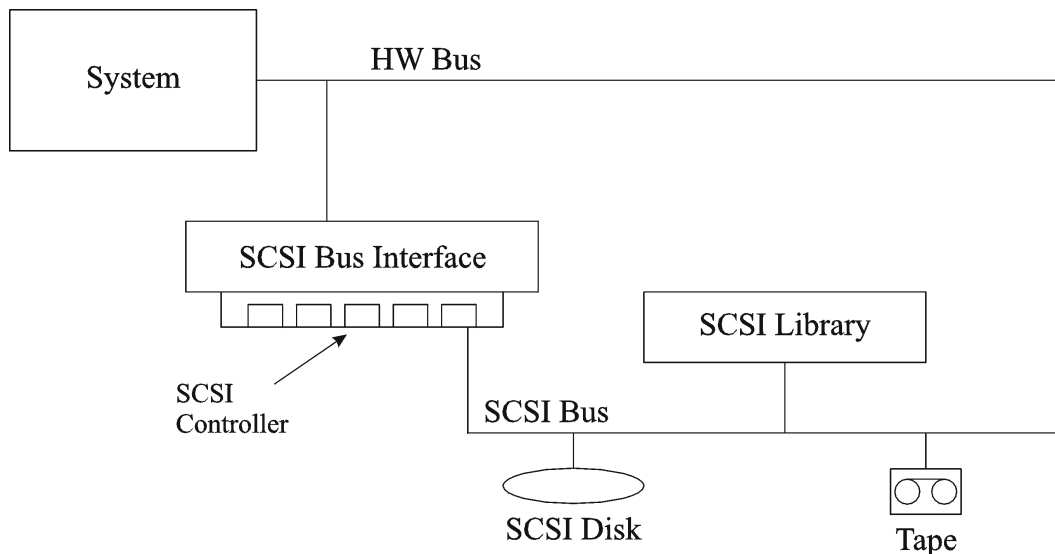 HW Bus
System
SCSI Bus Interface
SCSI Library
SCSI
Controller
SCSI Bus
SCSI Disk
Tape